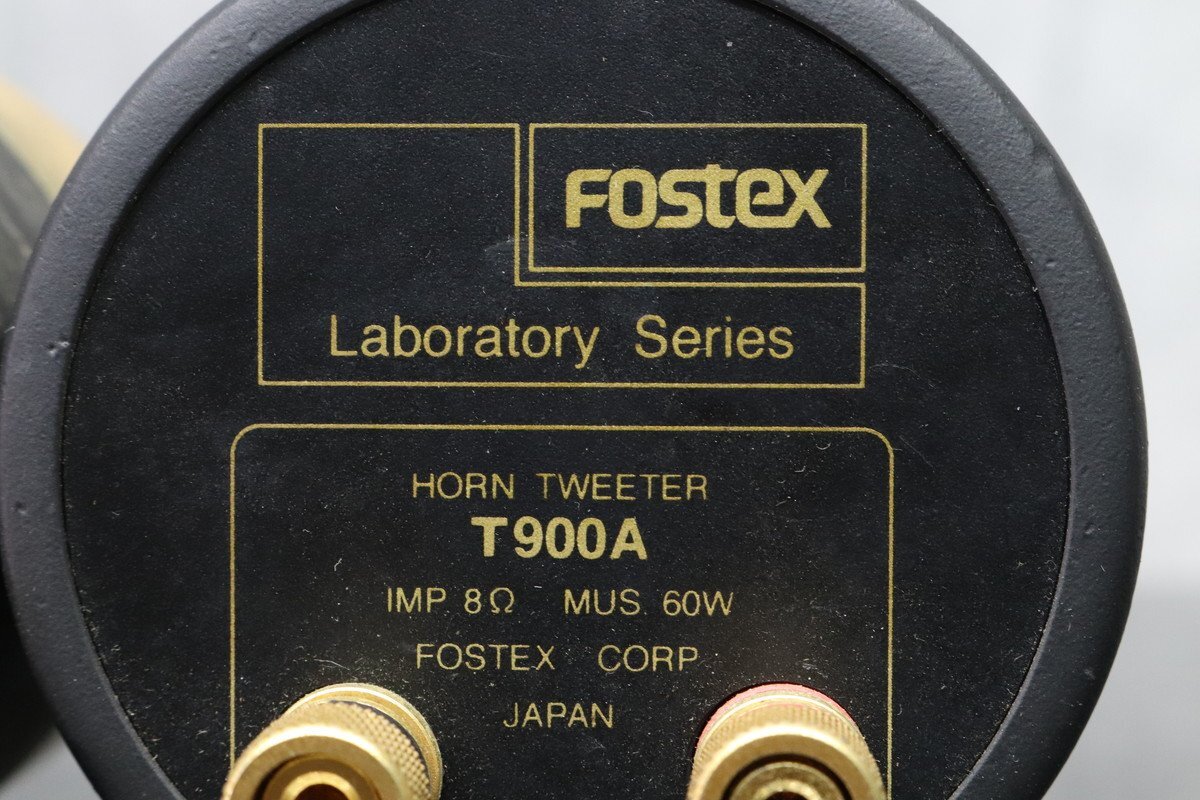 Fostex
Laboratory Series
HORN TWEETER
T900A
IMP 8Ω MUS. 60W
FOSTEX CORP
JAPAN